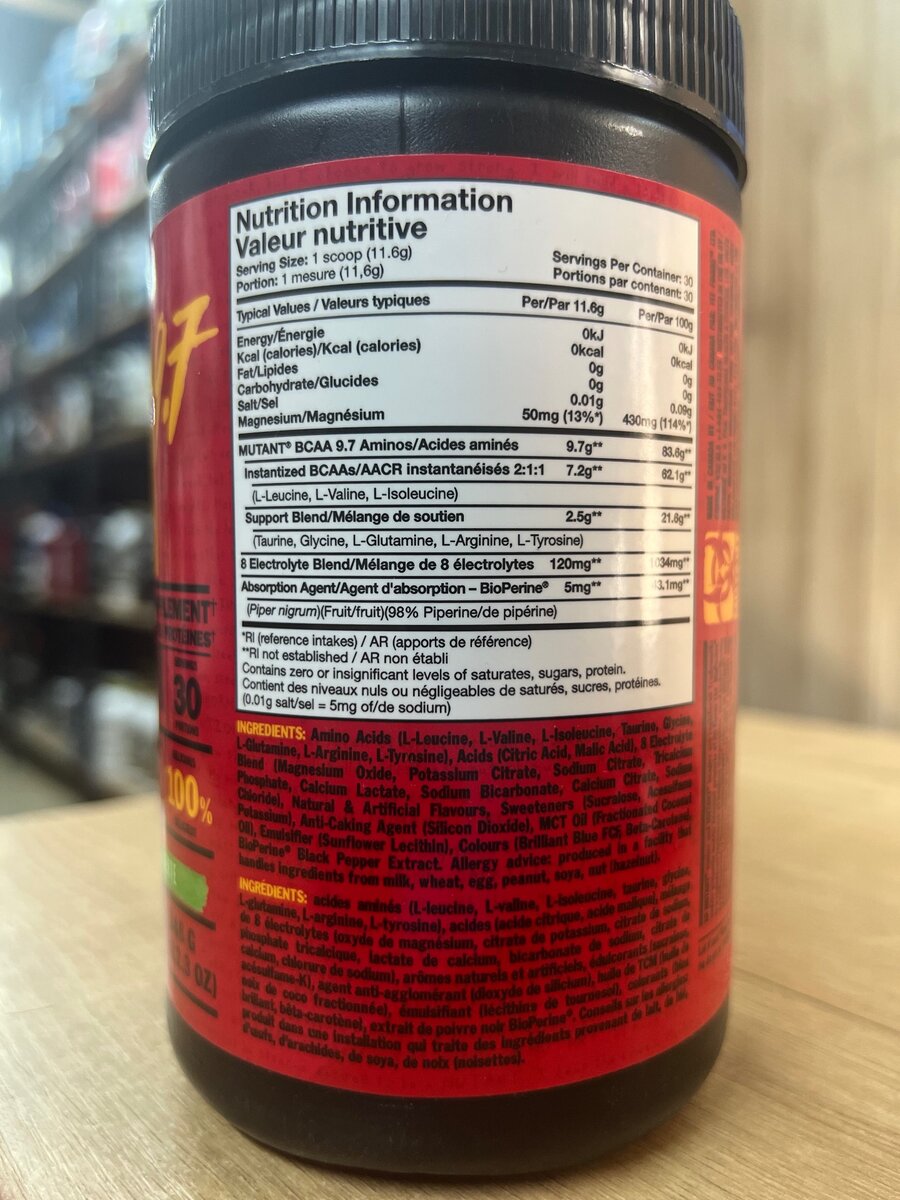 9.7
Nutrition Information
Valeur nutritive
Serving Size: 1 scoop (11.6g)
Portion: 1 mesure (11,6g)
Servings Per Container: 30
Portions par contenant: 30
Typical Values / Valeurs typiques Per/Par 11.6g Per/Par 100g
Energy/Énergie 0kJ 0kJ
Kcal (calories)/Kcal (calories) 0kcal 0kcal
Fat/Lipides 0g 0g
Carbohydrate/Glucides 0g 0g
Salt/Sel 0.01g 0.09g
Magnesium/Magnésium 50mg (13%*) 430mg (114%*)
MUTANT® BCAA 9.7 Aminos/Acides aminés 9.7g** 83.6g**
Instantized BCAAs/AACR instantanéisés 2:1:1 7.2g** 62.1g**
(L-Leucine, L-Valine, L-Isoleucine)
Support Blend/Mélange de soutien 2.5g** 21.6g**
(Taurine, Glycine, L-Glutamine, L-Arginine, L-Tyrosine)
8 Electrolyte Blend/Mélange de 8 électrolytes 120mg** 1034mg**
Absorption Agent/Agent d'absorption – BioPerine® 5mg** 43.1mg**
(Piper nigrum)(Fruit/fruit)(98% Piperine/de pipérine)
*RI (reference intakes) / AR (apports de référence)
**RI not established / AR non établi
Contains zero or insignificant levels of saturates, sugars, protein.
Contient des niveaux nuls ou négligeables de saturés, sucres, protéines.
(0.01g salt/sel = 5mg of/de sodium)
INGREDIENTS: Amino Acids (L-Leucine, L-Valine, L-Isoleucine, Taurine, Glycine,
L-Glutamine, L-Arginine, L-Tyrosine), Acids (Citric Acid, Malic Acid), 8 Electrolyte
Blend (Magnesium Oxide, Potassium Citrate, Sodium Citrate, Tricalcium
Phosphate, Calcium Lactate, Sodium Bicarbonate, Calcium Citrate, Sodium
Chloride), Natural & Artificial Flavours, Sweeteners (Sucralose, Acesulfame
Potassium), Anti-Caking Agent (Silicon Dioxide), MCT Oil (Fractionated Coconut
Oil), Emulsifier (Sunflower Lecithin), Colours (Brilliant Blue FCF, Beta-Carotene),
BioPerine® Black Pepper Extract. Allergy advice: produced in a facility that
handles ingredients from milk, wheat, egg, peanut, soya, nut (hazelnut).
INGRÉDIENTS: acides aminés (L-leucine, L-valine, L-isoleucine, taurine, glycine,
L-glutamine, L-arginine, L-tyrosine), acides (acide citrique, acide malique), mélange
de 8 électrolytes (oxyde de magnésium, citrate de potassium, citrate de sodium,
phosphate tricalcique, lactate de calcium, bicarbonate de sodium, citrate de
calcium, chlorure de sodium), arômes naturels et artificiels, édulcorants (sucralose,
acésulfame-K), agent anti-agglomérant (dioxyde de silicium), huile de TCM (huile de
noix de coco fractionnée), émulsifiant (lécithine de tournesol), colorants (bleu
brillant, bêta-carotène), extrait de poivre noir BioPerine®. Conseils sur les allergies:
produit dans une installation qui traite des ingrédients provenant de lait, de blé,
d'œufs, d'arachides, de soya, de noix (noisettes).
30
100%